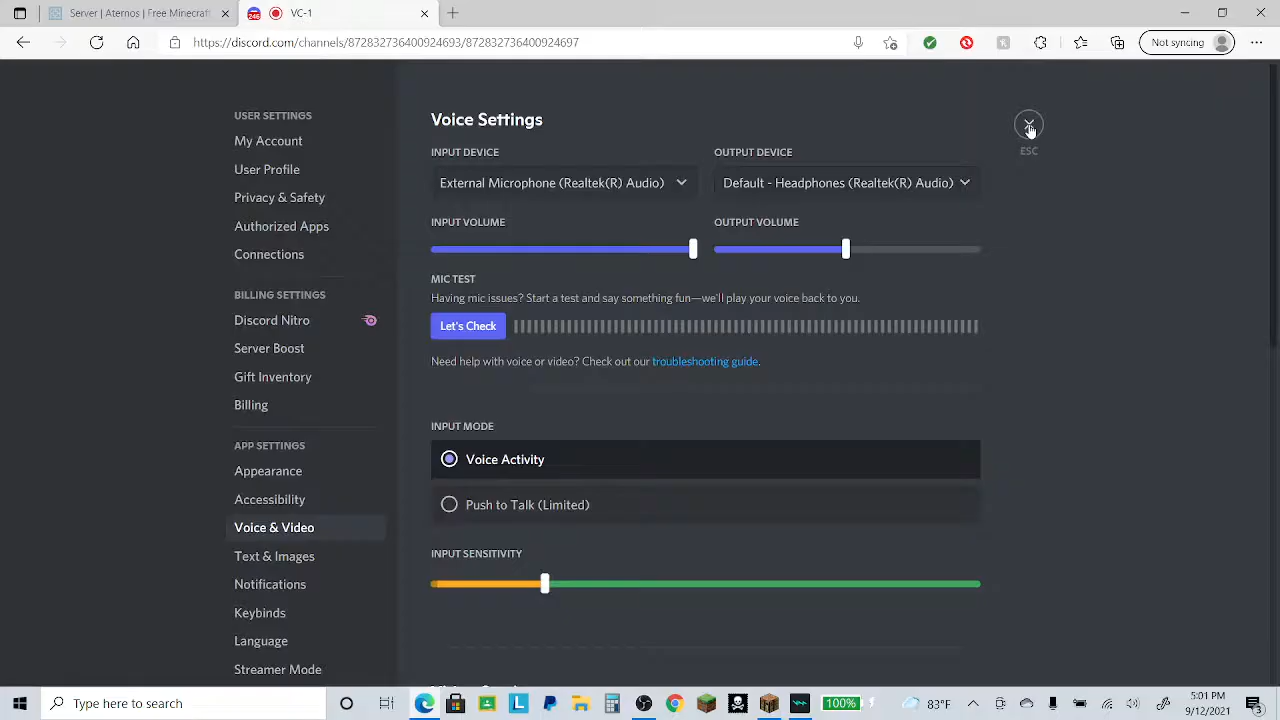 Server | Aternos | Free Minecraft
246
VC-1
https://discord.com/channels/872832736400924693/872832736400924697
Not syncing
USER SETTINGS
My Account
User Profile
Privacy & Safety
Authorized Apps
Connections
BILLING SETTINGS
Discord Nitro
Server Boost
Gift Inventory
Billing
APP SETTINGS
Appearance
Accessibility
Voice & Video
Text & Images
Notifications
Keybinds
Language
Streamer Mode
Voice Settings
INPUT DEVICE
External Microphone (Realtek(R) Audio)
OUTPUT DEVICE
Default - Headphones (Realtek(R) Audio)
INPUT VOLUME
OUTPUT VOLUME
MIC TEST
Having mic issues? Start a test and say something fun—we'll play your voice back to you.
Let's Check
Need help with voice or video? Check out our troubleshooting guide.
INPUT MODE
Voice Activity
Push to Talk (Limited)
INPUT SENSITIVITY
ESC
Type here to search
L
100%
83°F
5:01 PM
9/12/2021
3